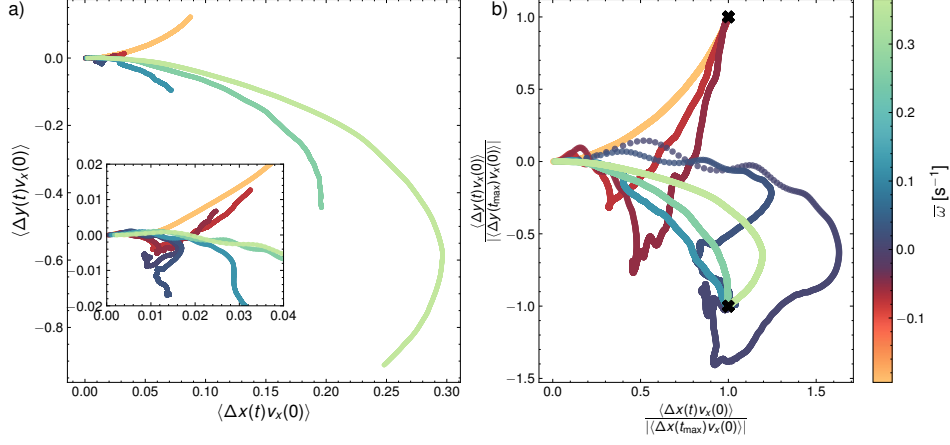 a)
0.0
−0.2
−0.4
−0.6
−0.8
⟨Δy(t)v_x(0)⟩
0.02
0.01
0.00
−0.01
−0.02
0.00 0.01 0.02 0.03 0.04
0.00 0.05 0.10 0.15 0.20 0.25 0.30
⟨Δx(t)v_x(0)⟩
b)
1.0
0.5
0.0
−0.5
−1.0
−1.5
⟨Δy(t)v_x(0)⟩
|⟨Δy(t_max)v_x(0)⟩|
0.0 0.5 1.0 1.5
⟨Δx(t)v_x(0)⟩
|⟨Δx(t_max)v_x(0)⟩|
0.3
0.2
0.1
0.0
−0.1
ω̅ [s⁻¹]